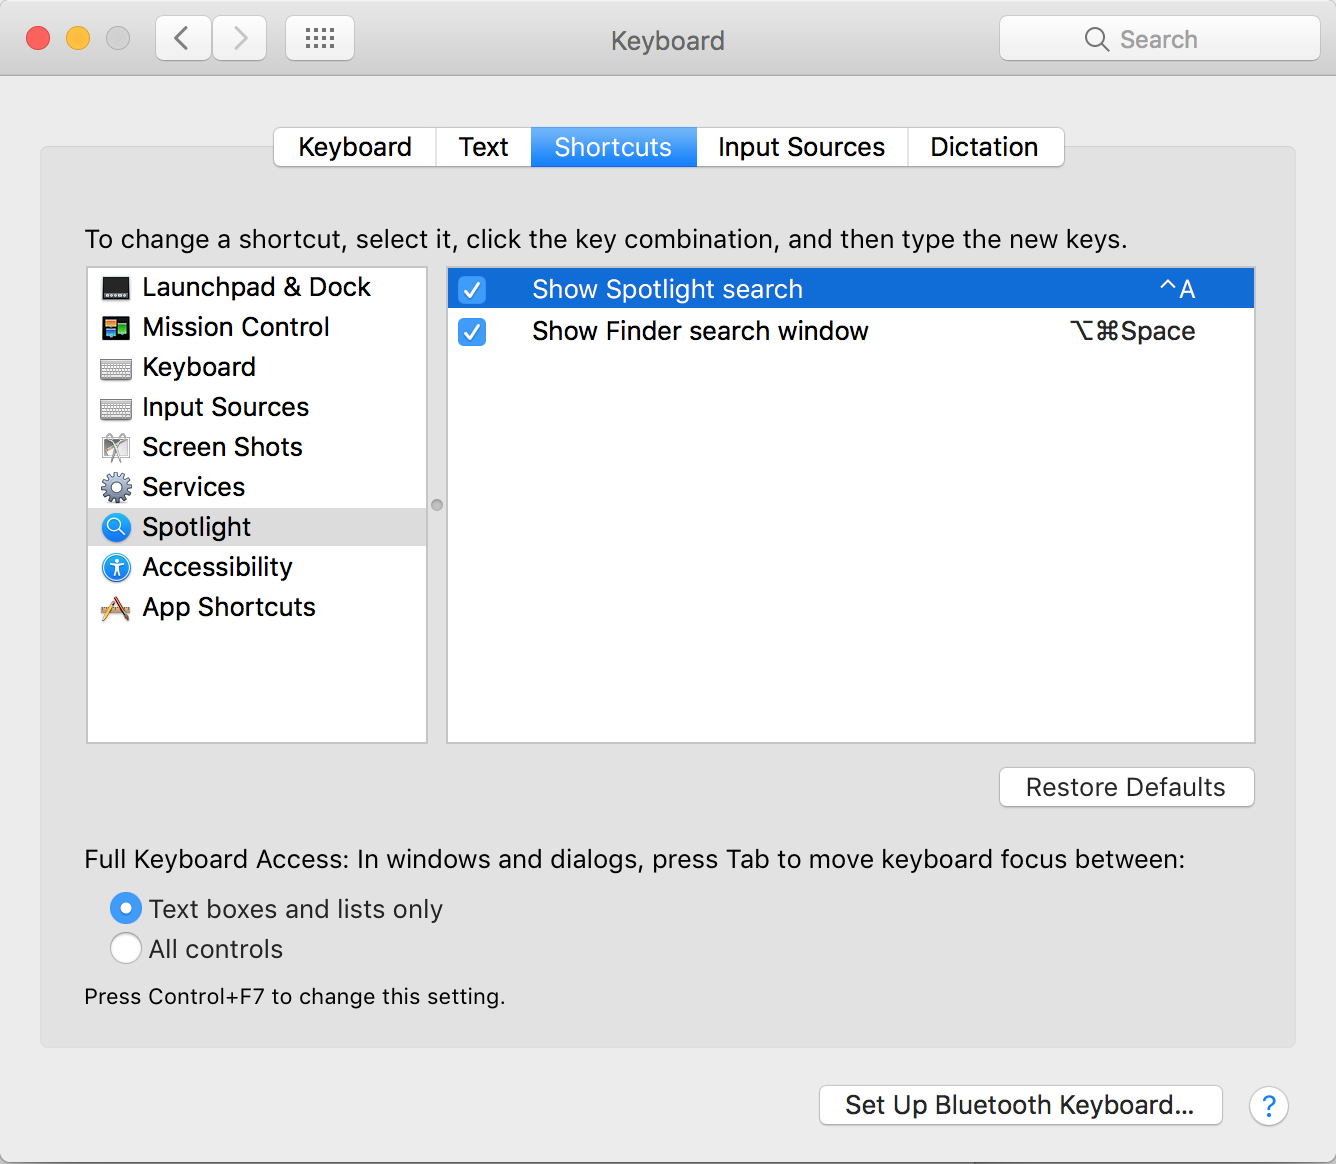 Keyboard
Search
Keyboard Text Shortcuts Input Sources Dictation
To change a shortcut, select it, click the key combination, and then type the new keys.
Launchpad & Dock
Mission Control
Keyboard
Input Sources
Screen Shots
Services
Spotlight
Accessibility
App Shortcuts
Show Spotlight search ^A
Show Finder search window ⌥⌘Space
Restore Defaults
Full Keyboard Access: In windows and dialogs, press Tab to move keyboard focus between:
Text boxes and lists only
All controls
Press Control+F7 to change this setting.
Set Up Bluetooth Keyboard... ?